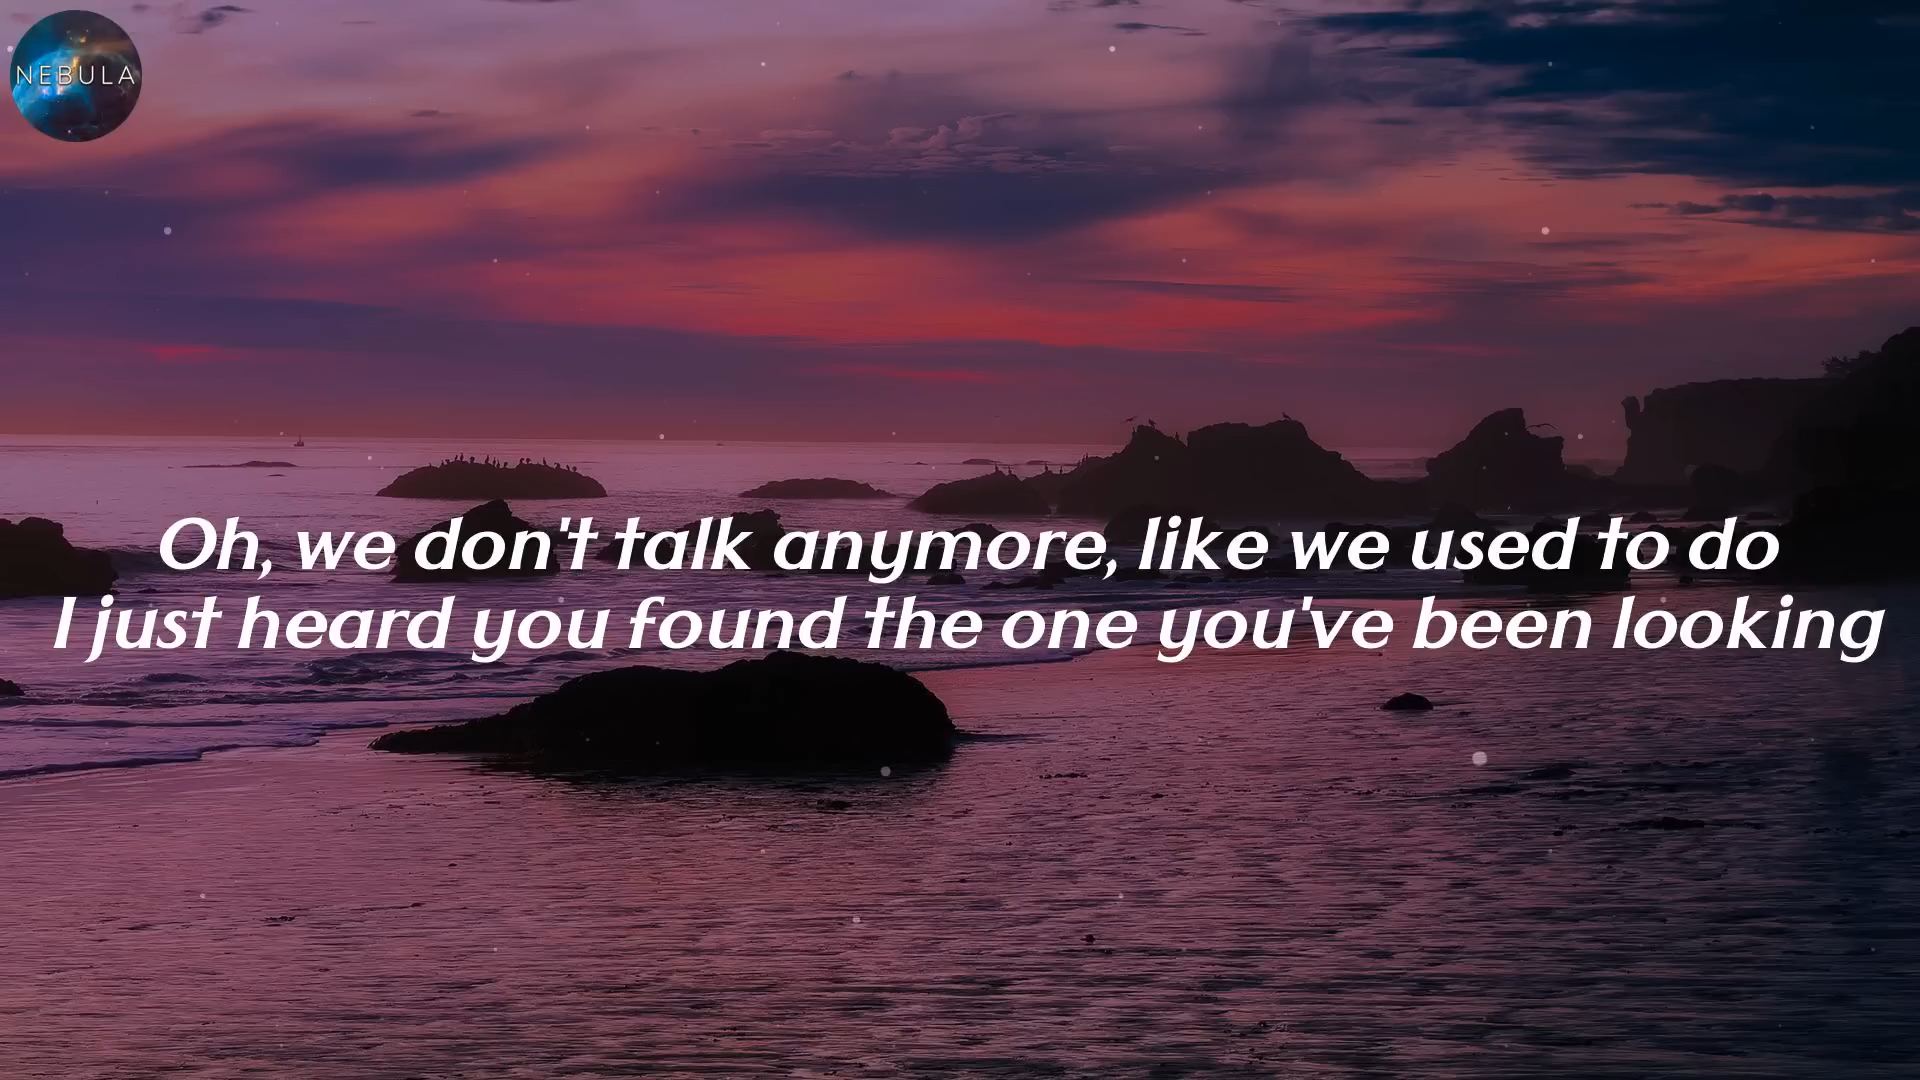 NEBULA
Oh, we don't talk anymore, like we used to do
I just heard you found the one you've been looking